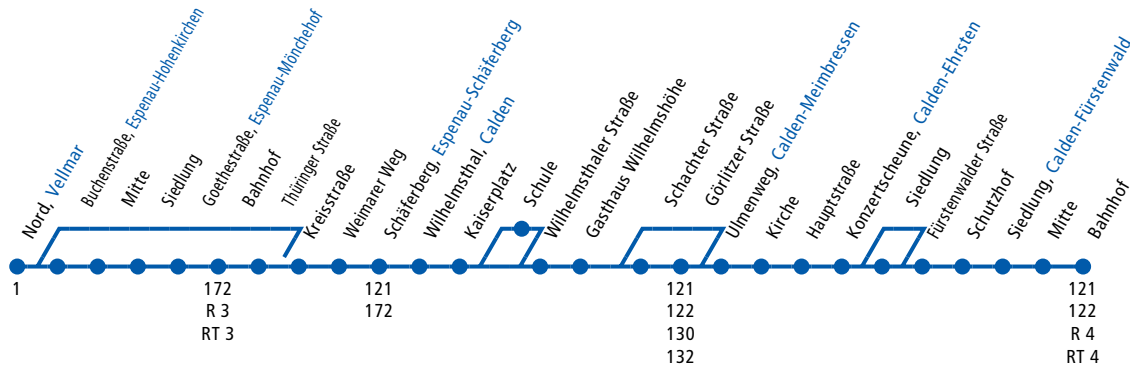 Nord, Vellmar
Buchenstraße, Espenau-Hohenkirchen
Mitte
Siedlung
Goethestraße, Espenau-Mönchehof
Bahnhof
Thüringer Straße
Kreisstraße
Weimarer Weg
Schäferberg, Espenau-Schäferberg
Wilhelmsthal, Calden
Kaiserplatz
Schule
Wilhelmsthaler Straße
Gasthaus Wilhelmshöhe
Schachter Straße
Görlitzer Straße
Ulmenweg, Calden-Meimbressen
Kirche
Hauptstraße
Konzertscheune, Calden-Ehrsten
Siedlung
Fürstenwalder Straße
Schutzhof
Siedlung, Calden-Fürstenwald
Mitte
Bahnhof
1
172
R 3
RT 3
121
172
121
122
130
132
121
122
R 4
RT 4